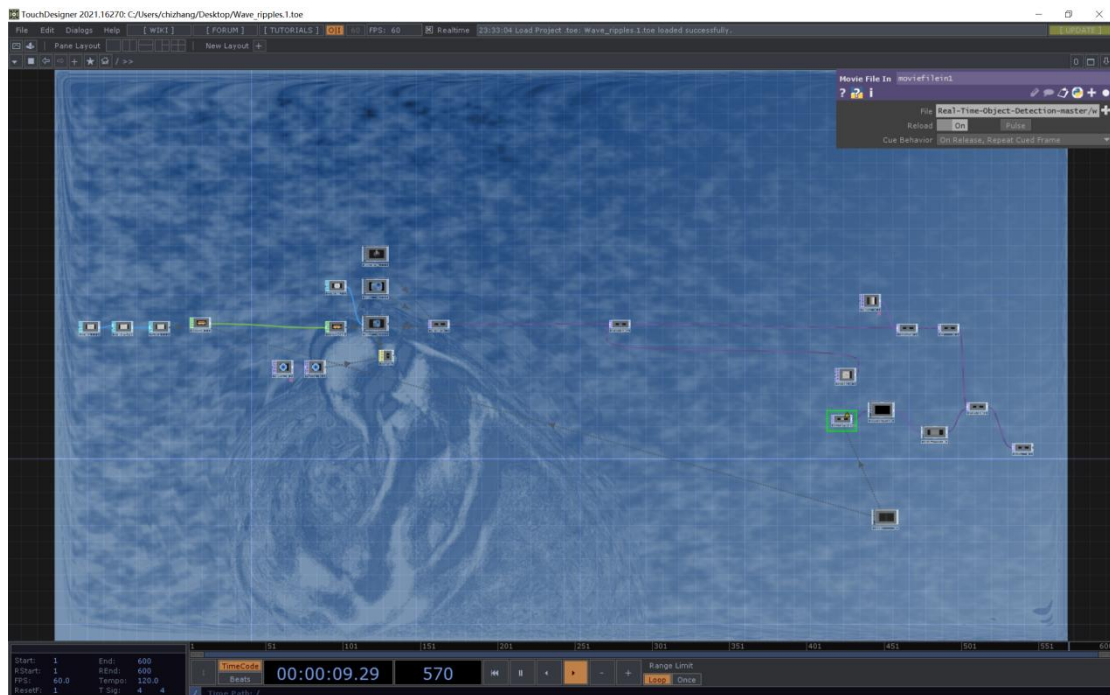 TouchDesigner 2021.16270: C:/Users/chizhang/Desktop/Wave_ripples.1.toe
File Edit Dialogs Help [ WIKI ] [ FORUM ] [ TUTORIALS ] O|I 60 FPS: 60 Realtime 23:33:04 Load Project .toe: Wave_ripples.1.toe loaded successfully. [ UPDATE ]
Pane Layout New Layout +
/ >> 0
Movie File In moviefilein1
? i
File Real-Time-Object-Detection-master/w
Reload On Pulse
Cue Behavior On Release, Repeat Cued Frame
1 51 101 151 201 251 301 351 401 451 501 551 600
Start: 1 End: 600
RStart: 1 REnd: 600
FPS: 60.0 Tempo: 120.0
ResetF: 1 T Sig: 4 4
TimeCode
Beats
00:00:09.29 570
Range Limit
Loop Once
Time Path: /